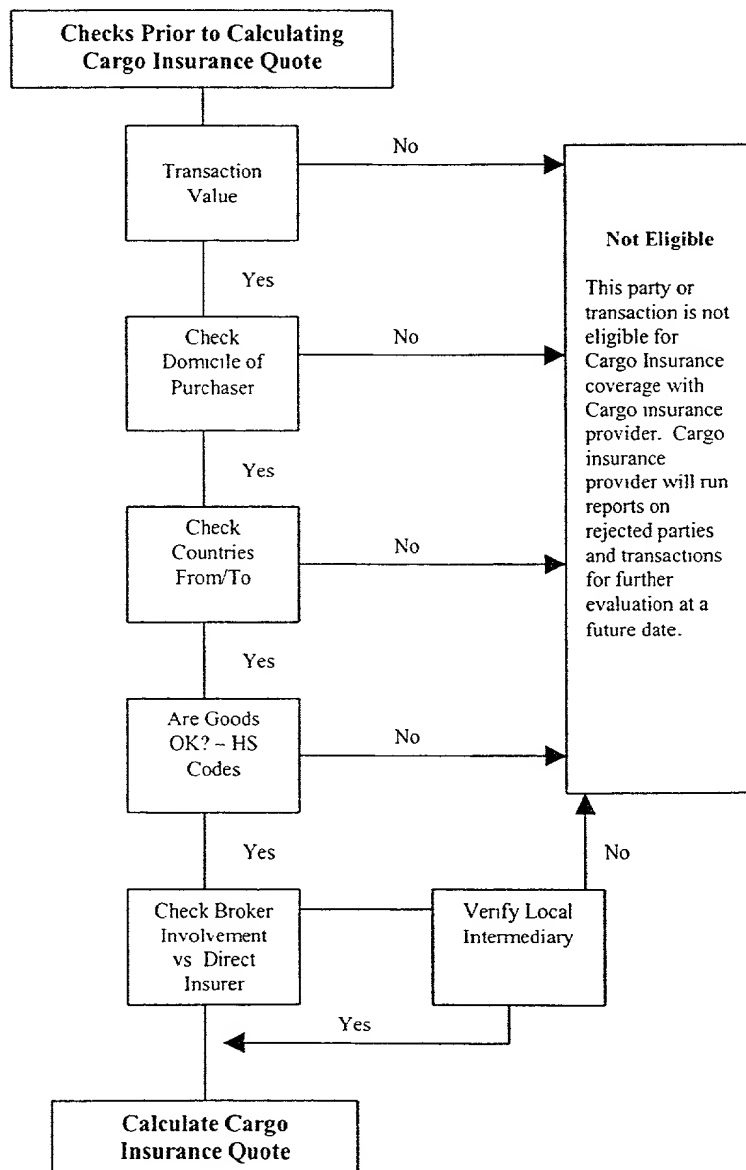 Checks Prior to Calculating
Cargo Insurance Quote
Transaction
Value
No
Yes
Check
Domicile of
Purchaser
No
Yes
Check
Countries
From/To
No
Yes
Are Goods
OK? – HS
Codes
No
Yes
Check Broker
Involvement
vs Direct
Insurer
Verify Local
Intermediary
No
Yes
Not Eligible
This party or
transaction is not
eligible for
Cargo Insurance
coverage with
Cargo insurance
provider. Cargo
insurance
provider will run
reports on
rejected parties
and transactions
for further
evaluation at a
future date.
Calculate Cargo
Insurance Quote